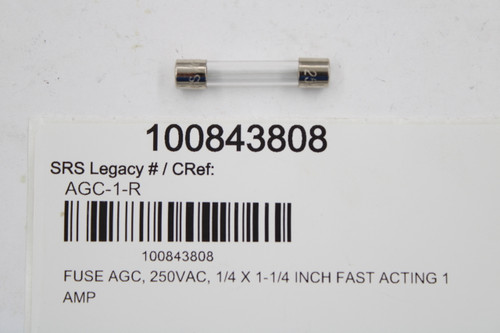 100843808
SRS Legacy # / CRef:
AGC-1-R
100843808
FUSE AGC, 250VAC, 1/4 X 1-1/4 INCH FAST ACTING 1
AMP